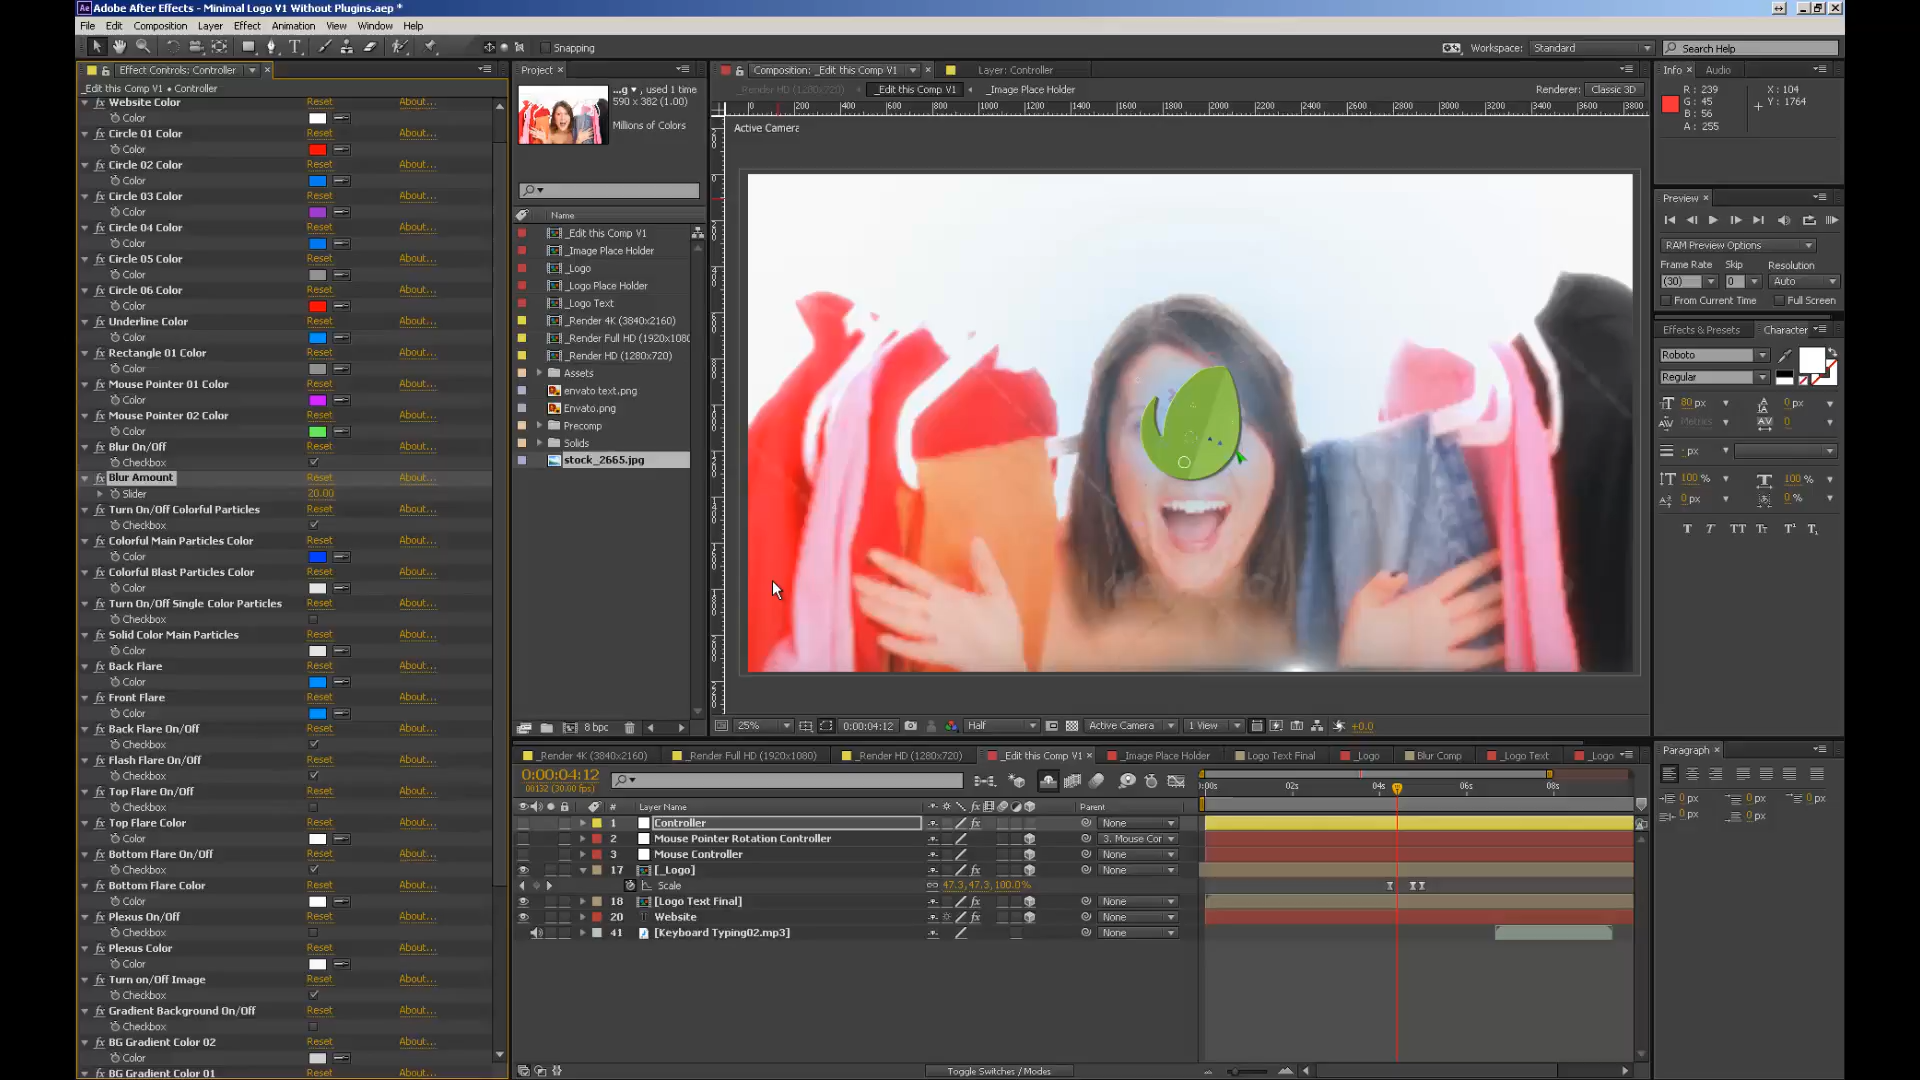 Adobe After Effects - Minimal Logo V1 Without Plugins.aep *
File Edit Composition Layer Effect Animation View Window Help
Snapping
Workspace: Standard
Search Help
Effect Controls: Controller
_Edit this Comp V1 • Controller
Website Color Reset About...
Color
Circle 01 Color Reset About...
Color
Circle 02 Color Reset About...
Color
Circle 03 Color Reset About...
Color
Circle 04 Color Reset About...
Color
Circle 05 Color Reset About...
Color
Circle 06 Color Reset About...
Color
Underline Color Reset About...
Color
Rectangle 01 Color Reset About...
Color
Mouse Pointer 01 Color Reset About...
Color
Mouse Pointer 02 Color Reset About...
Color
Blur On/Off Reset About...
Checkbox
Blur Amount Reset About...
Slider 20.00
Turn On/Off Colorful Particles Reset About...
Checkbox
Colorful Main Particles Color Reset About...
Color
Colorful Blast Particles Color Reset About...
Color
Turn On/Off Single Color Particles Reset About...
Checkbox
Solid Color Main Particles Reset About...
Color
Back Flare Reset About...
Color
Front Flare Reset About...
Color
Back Flare On/Off Reset About...
Checkbox
Flash Flare On/Off Reset About...
Checkbox
Top Flare On/Off Reset About...
Checkbox
Top Flare Color Reset About...
Color
Bottom Flare On/Off Reset About...
Checkbox
Bottom Flare Color Reset About...
Color
Plexus On/Off Reset About...
Checkbox
Plexus Color Reset About...
Color
Turn on/Off Image Reset About...
Checkbox
Gradient Background On/Off Reset About...
Checkbox
BG Gradient Color 02 Reset About...
Color
BG Gradient Color 01 Reset About...
Project
...g ▾, used 1 time
590 x 382 (1.00)
Millions of Colors
Name
_Edit this Comp V1
_Image Place Holder
_Logo
_Logo Place Holder
_Logo Text
_Render 4K (3840x2160)
_Render Full HD (1920x1080
_Render HD (1280x720)
Assets
envato text.png
Envato.png
Precomp
Solids
stock_2665.jpg
8 bpc
Composition: _Edit this Comp V1
Layer: Controller
_Render HD (1280x720) _Edit this Comp V1 _Image Place Holder
Renderer: Classic 3D
0 200 400 600 800 1000 1200 1400 1600 1800 2000 2200 2400 2600 2800 3000 3200 3400 3600 3800
Active Camera
25% 0:00:04:12 Half Active Camera 1 View +0.0
Info Audio
R : 239
G : 45
B : 56
A : 255
X : 104
Y : 1764
Preview
RAM Preview Options
Frame Rate Skip Resolution
(30) 0 Auto
From Current Time Full Screen
Effects & Presets Character
Roboto
Regular
80 px 0 px
Metrics 0
- px
100 % 100 %
0 px 0 %
T T TT Tт T¹ T₁
Paragraph
0 px 0 px 0 px
0 px 0 px
_Render 4K (3840x2160) _Render Full HD (1920x1080) _Render HD (1280x720) _Edit this Comp V1 _Image Place Holder Logo Text Final _Logo Blur Comp _Logo Text _Logo
0:00:04:12
00132 (30.00 fps)
:00s 02s 04s 06s 08s
# Layer Name Parent
1 Controller None
2 Mouse Pointer Rotation Controller 3. Mouse Cor
3 Mouse Controller None
17 [_Logo] None
Scale 47.3, 47.3, 100.0%
18 [Logo Text Final] None
20 T Website None
41 [Keyboard Typing02.mp3] None
Toggle Switches / Modes